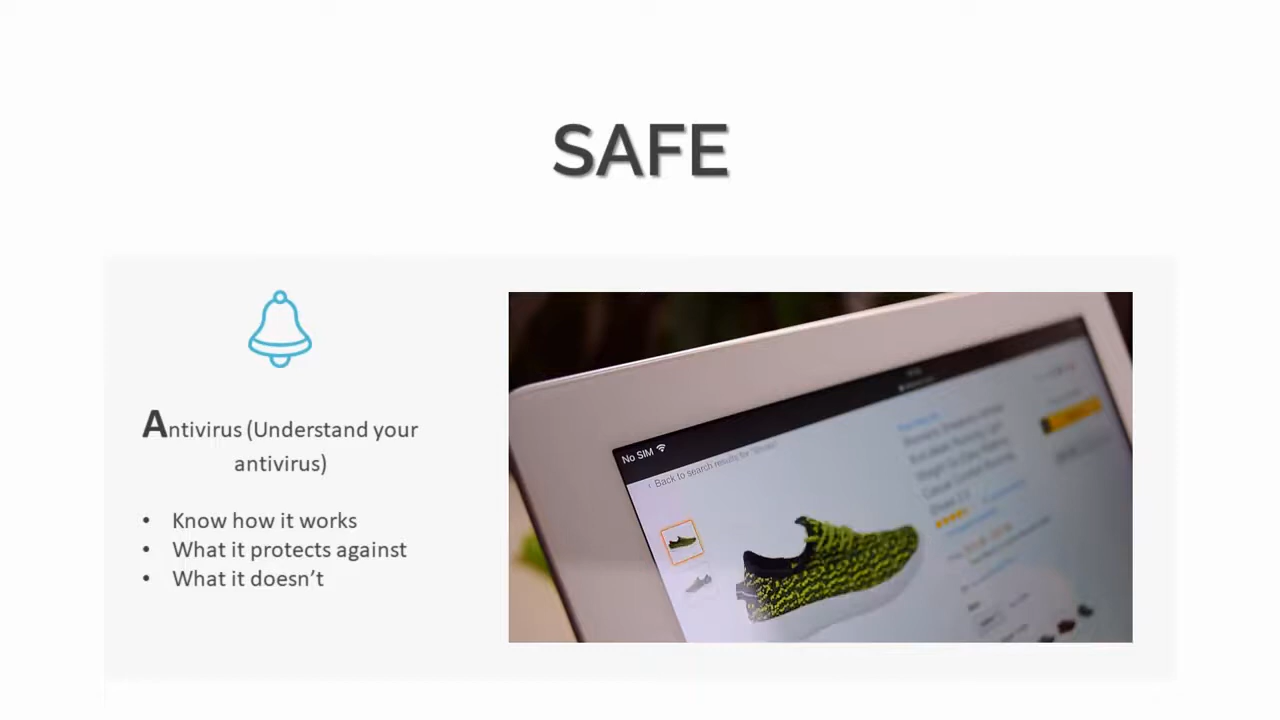 SAFE
Antivirus (Understand your
antivirus)
• Know how it works
• What it protects against
• What it doesn't
No SIM
‹ Back to search results for "shoes"